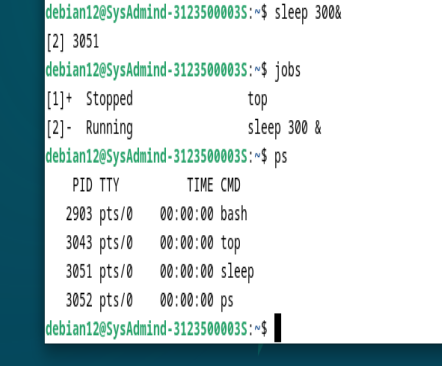 debian12@SysAdmind-3123500003S:~$ sleep 300&
[2] 3051
debian12@SysAdmind-3123500003S:~$ jobs
[1]+  Stopped                 top
[2]-  Running                 sleep 300 &
debian12@SysAdmind-3123500003S:~$ ps
    PID TTY          TIME CMD
   2903 pts/0    00:00:00 bash
   3043 pts/0    00:00:00 top
   3051 pts/0    00:00:00 sleep
   3052 pts/0    00:00:00 ps
debian12@SysAdmind-3123500003S:~$